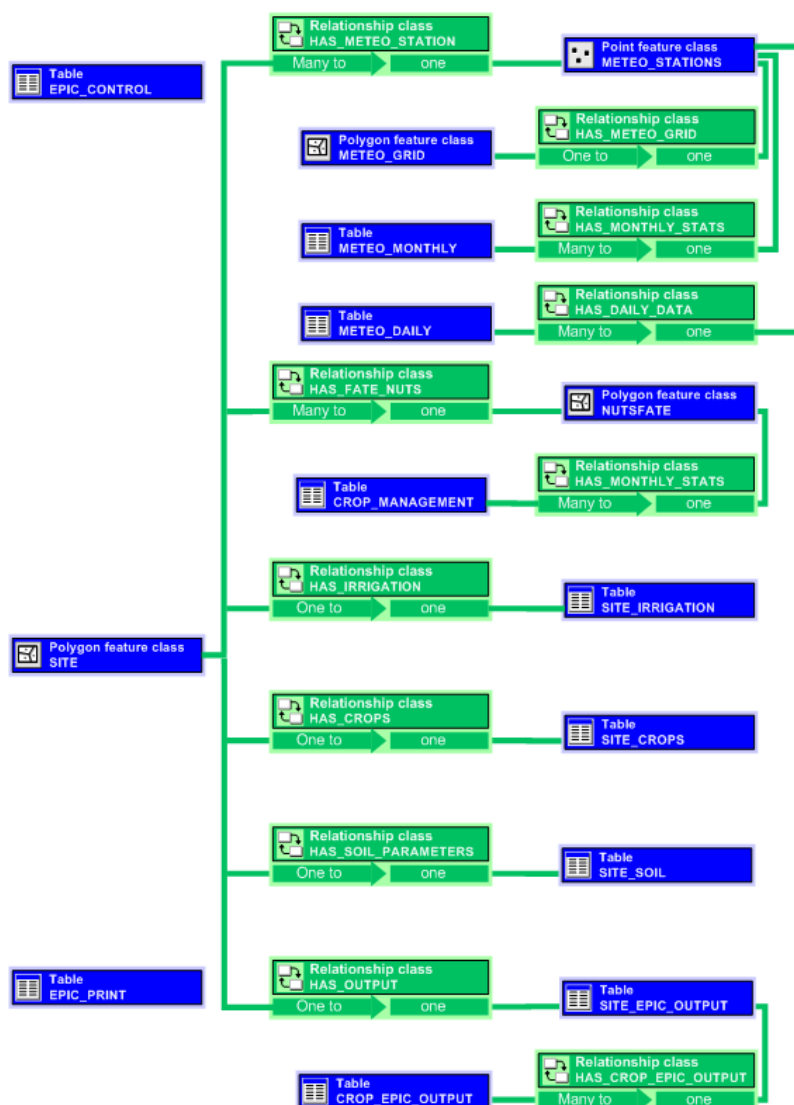 Relationship class
HAS_METEO_STATION
Many to
one
Point feature class
METEO_STATIONS
Table
EPIC_CONTROL
Relationship class
HAS_METEO_GRID
One to
one
Polygon feature class
METEO_GRID
Relationship class
HAS_MONTHLY_STATS
Many to
one
Table
METEO_MONTHLY
Relationship class
HAS_DAILY_DATA
Many to
one
Table
METEO_DAILY
Relationship class
HAS_FATE_NUTS
Many to
one
Polygon feature class
NUTSFATE
Relationship class
HAS_MONTHLY_STATS
Many to
one
Table
CROP_MANAGEMENT
Relationship class
HAS_IRRIGATION
One to
one
Table
SITE_IRRIGATION
Polygon feature class
SITE
Relationship class
HAS_CROPS
One to
one
Table
SITE_CROPS
Relationship class
HAS_SOIL_PARAMETERS
One to
one
Table
SITE_SOIL
Relationship class
HAS_OUTPUT
One to
one
Table
EPIC_PRINT
Table
SITE_EPIC_OUTPUT
Relationship class
HAS_CROP_EPIC_OUTPUT
Many to
one
Table
CROP_EPIC_OUTPUT